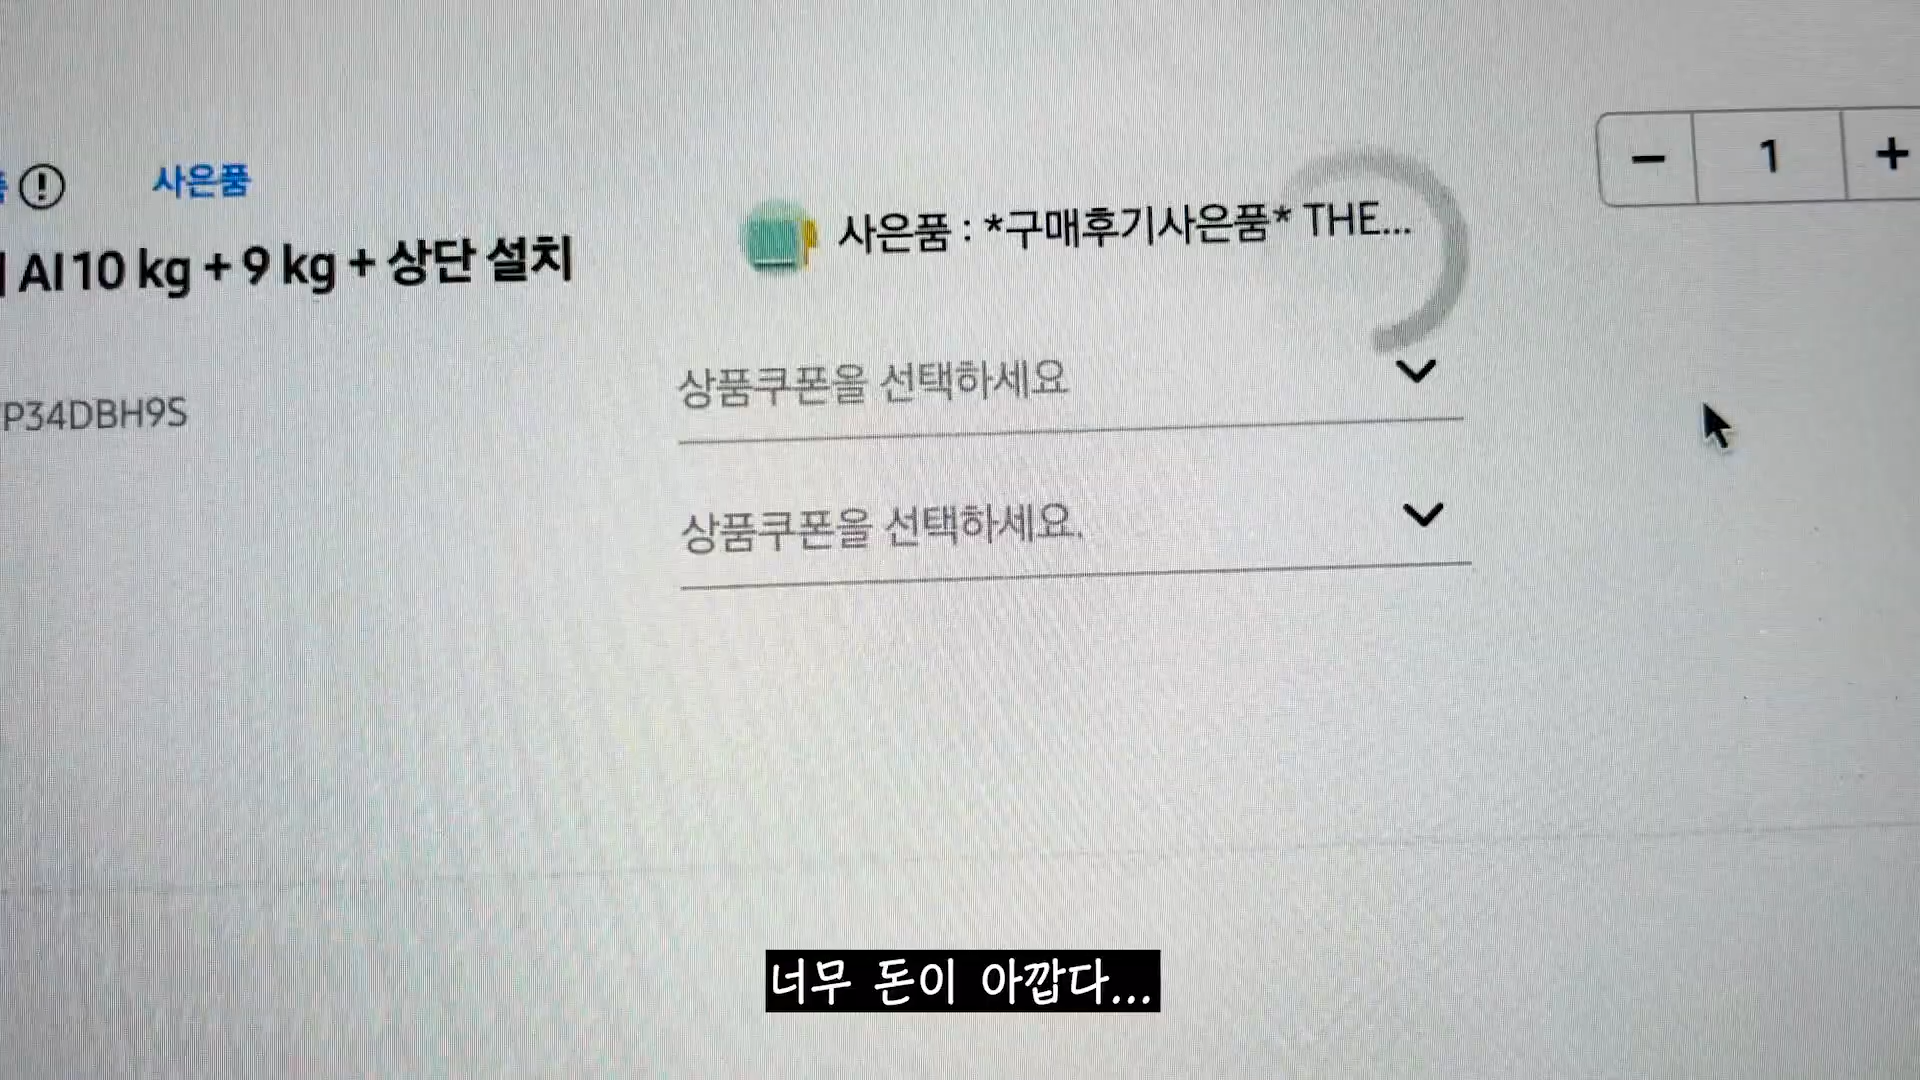 사은품
AI 10 kg + 9 kg + 상단 설치
P34DBH9S
사은품 : *구매후기사은품* THE...
상품쿠폰을 선택하세요
상품쿠폰을 선택하세요.
1
너무 돈이 아깝다...